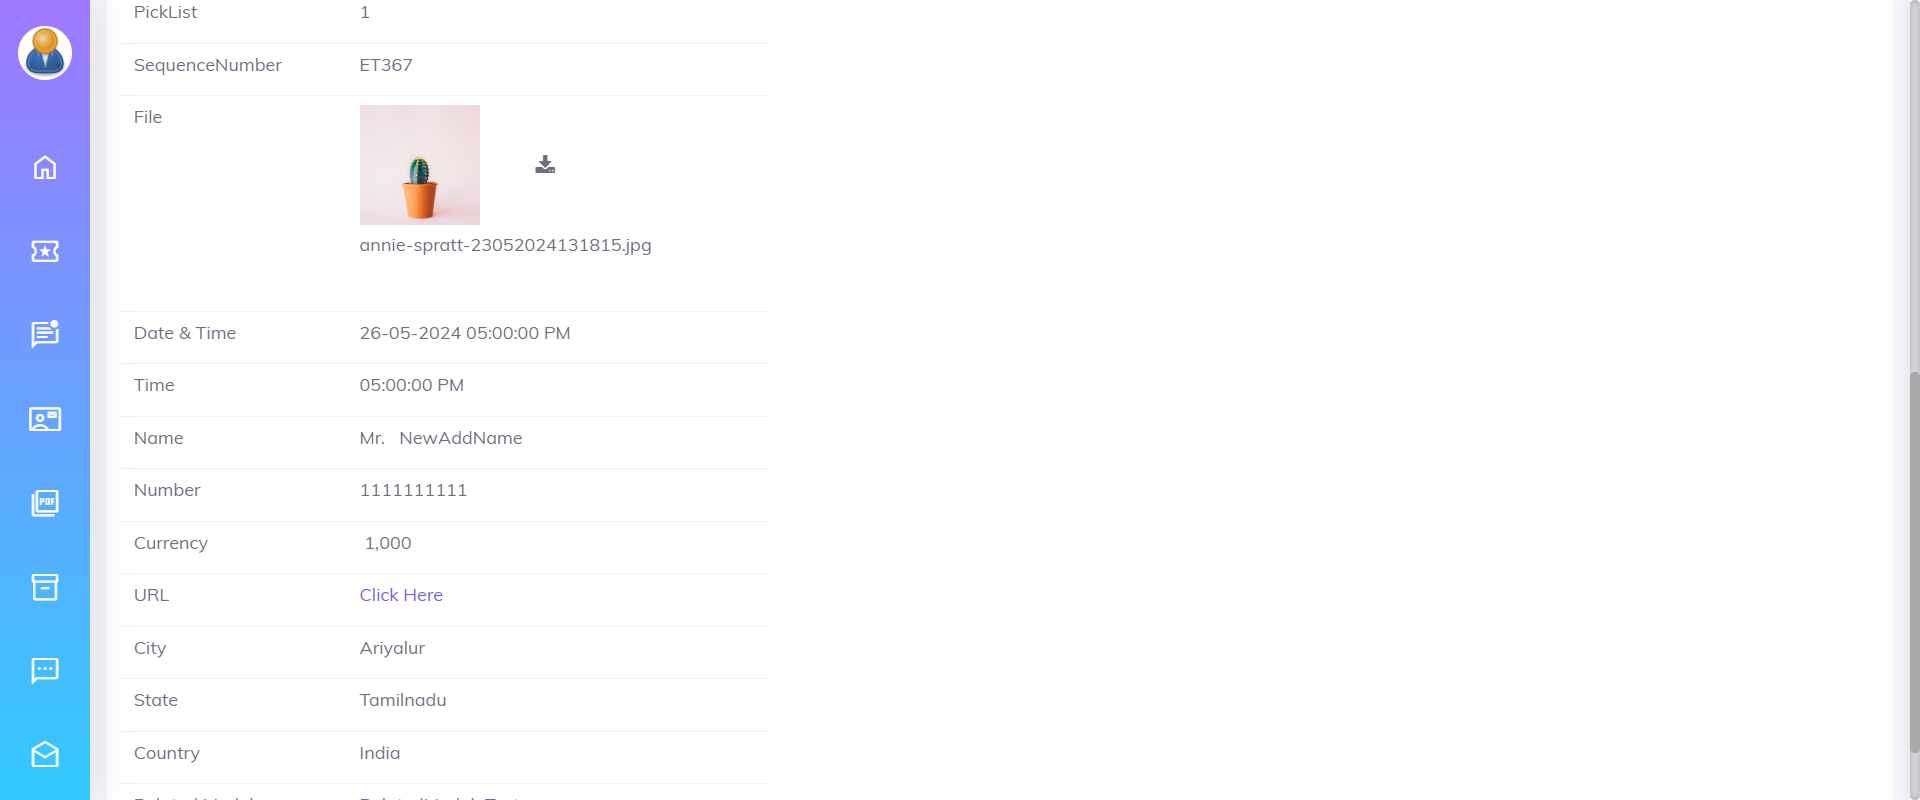 PickList 1
SequenceNumber ET367
File
annie-spratt-23052024131815.jpg
Date & Time 26-05-2024 05:00:00 PM
Time 05:00:00 PM
Name Mr. NewAddName
Number 1111111111
Currency 1,000
URL Click Here
City Ariyalur
State Tamilnadu
Country India
PDF